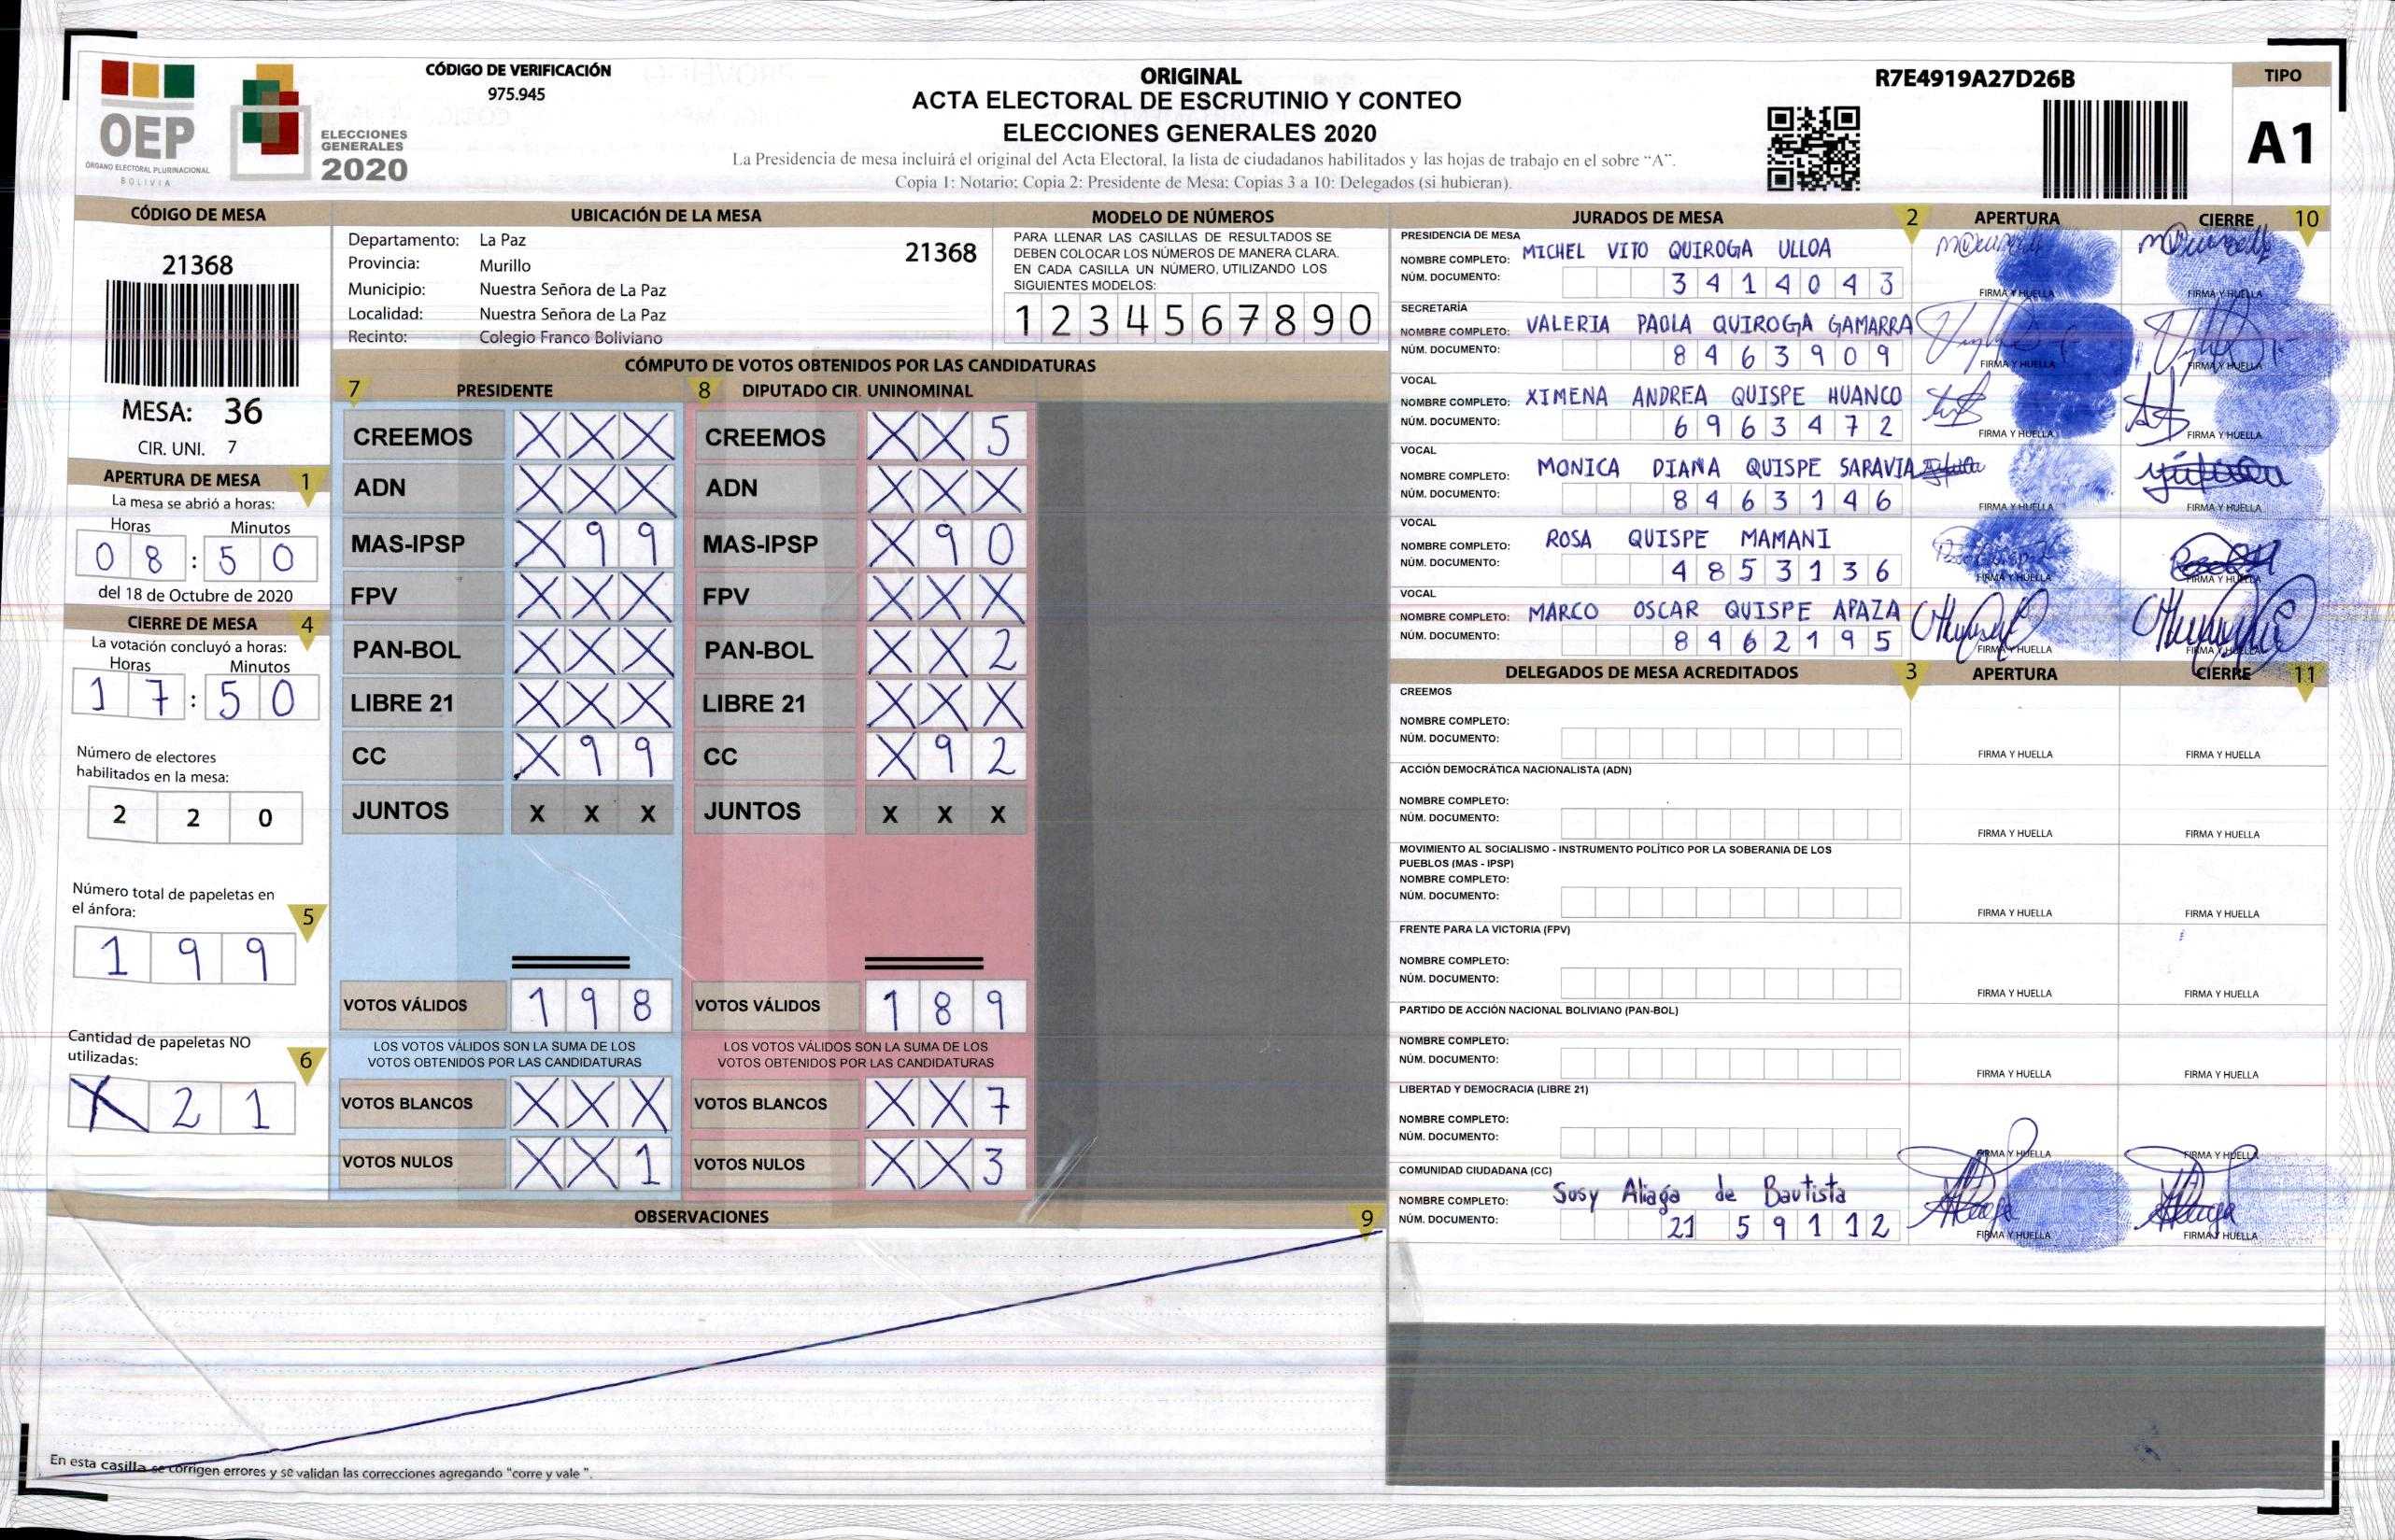 CÓDIGO DE VERIFICACIÓN
975.945
OEP
ÓRGANO ELECTORAL PLURINACIONAL
BOLIVIA
ELECCIONES
GENERALES
2020
ORIGINAL
ACTA ELECTORAL DE ESCRUTINIO Y CONTEO
ELECCIONES GENERALES 2020
La Presidencia de mesa incluirá el original del Acta Electoral, la lista de ciudadanos habilitados y las hojas de trabajo en el sobre “A”.
Copia 1: Notario; Copia 2: Presidente de Mesa; Copias 3 a 10: Delegados (si hubieran).
R7E4919A27D26B
TIPO
A1
CÓDIGO DE MESA
21368
MESA: 36
CIR. UNI. 7
APERTURA DE MESA 1
La mesa se abrió a horas:
Horas Minutos
0 8 : 5 0
del 18 de Octubre de 2020
CIERRE DE MESA 4
La votación concluyó a horas:
Horas Minutos
1 7 : 5 0
Número de electores
habilitados en la mesa:
2 2 0
Número total de papeletas en
el ánfora: 5
1 9 9
Cantidad de papeletas NO
utilizadas: 6
X 2 1
UBICACIÓN DE LA MESA
Departamento: La Paz 21368
Provincia: Murillo
Municipio: Nuestra Señora de La Paz
Localidad: Nuestra Señora de La Paz
Recinto: Colegio Franco Boliviano
MODELO DE NÚMEROS
PARA LLENAR LAS CASILLAS DE RESULTADOS SE
DEBEN COLOCAR LOS NÚMEROS DE MANERA CLARA.
EN CADA CASILLA UN NÚMERO, UTILIZANDO LOS
SIGUIENTES MODELOS:
1 2 3 4 5 6 7 8 9 0
CÓMPUTO DE VOTOS OBTENIDOS POR LAS CANDIDATURAS
7 PRESIDENTE 8 DIPUTADO CIR. UNINOMINAL
CREEMOS X X X CREEMOS X X 5
ADN X X X ADN X X X
MAS-IPSP X 9 9 MAS-IPSP X 9 0
FPV X X X FPV X X X
PAN-BOL X X X PAN-BOL X X 2
LIBRE 21 X X X LIBRE 21 X X X
CC X 9 9 CC X 9 2
JUNTOS X X X JUNTOS X X X
VOTOS VÁLIDOS 1 9 8 VOTOS VÁLIDOS 1 8 9
LOS VOTOS VÁLIDOS SON LA SUMA DE LOS LOS VOTOS VÁLIDOS SON LA SUMA DE LOS
VOTOS OBTENIDOS POR LAS CANDIDATURAS VOTOS OBTENIDOS POR LAS CANDIDATURAS
VOTOS BLANCOS X X X VOTOS BLANCOS X X 7
VOTOS NULOS X X 1 VOTOS NULOS X X 3
OBSERVACIONES 9
En esta casilla se corrigen errores y se validan las correcciones agregando “corre y vale ”.
JURADOS DE MESA 2 APERTURA CIERRE 10
PRESIDENCIA DE MESA
NOMBRE COMPLETO: MICHEL VITO QUIROGA ULLOA
NÚM. DOCUMENTO: 3 4 1 4 0 4 3 FIRMA Y HUELLA FIRMA Y HUELLA
SECRETARÍA
NOMBRE COMPLETO: VALERIA PAOLA QUIROGA GAMARRA
NÚM. DOCUMENTO: 8 4 6 3 9 0 9 FIRMA Y HUELLA FIRMA Y HUELLA
VOCAL
NOMBRE COMPLETO: XIMENA ANDREA QUISPE HUANCO
NÚM. DOCUMENTO: 6 9 6 3 4 7 2 FIRMA Y HUELLA FIRMA Y HUELLA
VOCAL
NOMBRE COMPLETO: MONICA DIANA QUISPE SARAVIA
NÚM. DOCUMENTO: 8 4 6 3 1 4 6 FIRMA Y HUELLA FIRMA Y HUELLA
VOCAL
NOMBRE COMPLETO: ROSA QUISPE MAMANI
NÚM. DOCUMENTO: 4 8 5 3 1 3 6 FIRMA Y HUELLA FIRMA Y HUELLA
VOCAL
NOMBRE COMPLETO: MARCO OSCAR QUISPE APAZA
NÚM. DOCUMENTO: 8 4 6 2 1 9 5 FIRMA Y HUELLA FIRMA Y HUELLA
DELEGADOS DE MESA ACREDITADOS 3 APERTURA CIERRE 11
CREEMOS
NOMBRE COMPLETO:
NÚM. DOCUMENTO: FIRMA Y HUELLA FIRMA Y HUELLA
ACCIÓN DEMOCRÁTICA NACIONALISTA (ADN)
NOMBRE COMPLETO:
NÚM. DOCUMENTO: FIRMA Y HUELLA FIRMA Y HUELLA
MOVIMIENTO AL SOCIALISMO - INSTRUMENTO POLÍTICO POR LA SOBERANIA DE LOS
PUEBLOS (MAS - IPSP)
NOMBRE COMPLETO:
NÚM. DOCUMENTO: FIRMA Y HUELLA FIRMA Y HUELLA
FRENTE PARA LA VICTORIA (FPV)
NOMBRE COMPLETO:
NÚM. DOCUMENTO: FIRMA Y HUELLA FIRMA Y HUELLA
PARTIDO DE ACCIÓN NACIONAL BOLIVIANO (PAN-BOL)
NOMBRE COMPLETO:
NÚM. DOCUMENTO: FIRMA Y HUELLA FIRMA Y HUELLA
LIBERTAD Y DEMOCRACIA (LIBRE 21)
NOMBRE COMPLETO:
NÚM. DOCUMENTO: FIRMA Y HUELLA FIRMA Y HUELLA
COMUNIDAD CIUDADANA (CC)
NOMBRE COMPLETO: Susy Aliaga de Bautista
NÚM. DOCUMENTO: 21 5 9 1 1 2 FIRMA Y HUELLA FIRMA Y HUELLA